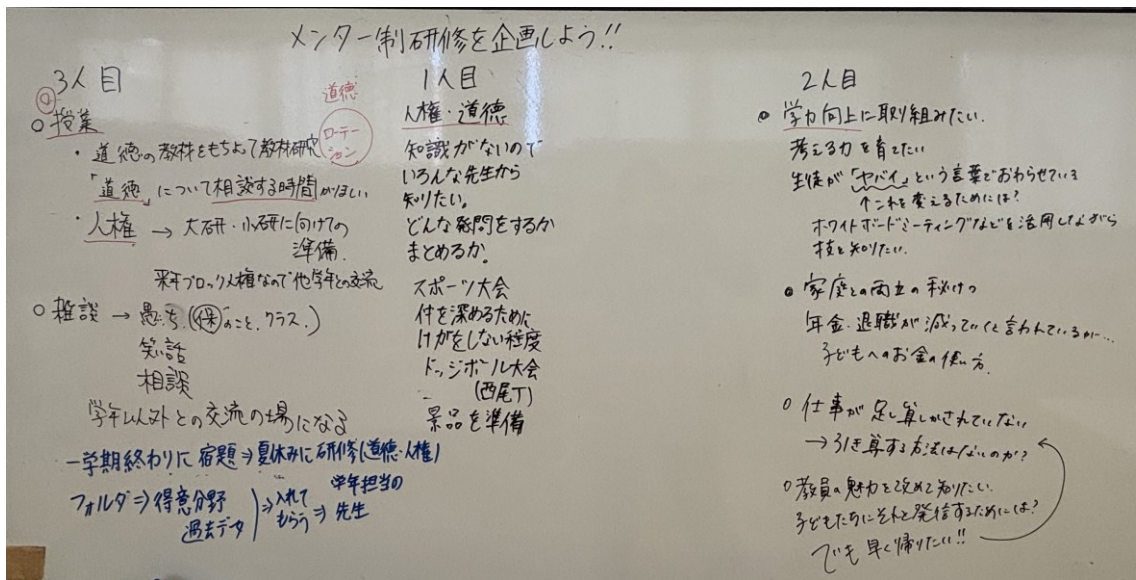 メンター制研修を企画しよう!!
3人目
○授業
道徳
ローテー
ション
・道徳の教材をもちよって教材研究
「道徳」について相談する時間がほしい
・人権 → 大研・小研に向けての
準備.
来年ブロック人権なので他学年との交流
○雑談 → 愚ち.(保のこと.クラス.)
笑い話
相談
学年以外との交流の場になる
一学期終わりに宿題⇒夏休みに研修(道徳・人権)
フォルダ⇒得意分野
過去データ
⇒入れて
もらう⇒
学年担当の
先生
1人目
人権・道徳
知識がないので
いろんな先生から
知りたい。
どんな発問をするか
まとめるか.
スポーツ大会
仲を深めるために
けがをしない程度
ドッジボール大会
(西尾T)
景品を準備
2人目
・学力向上に取り組みたい.
考える力を育てたい
生徒が「ヤバイ」という言葉でおわらせている
↑これを変えるためには?
ホワイトボードミーティングなどを活用しながら
技を知りたい.
・家庭との両立の秘けつ
年金・退職が減っていくと言われているが…
子どもへのお金の使い方.
○仕事が足し算しかされていない
→引き算する方法はないのか?
○教員の魅力を改めて知りたい.
子どもたちにそれを発信するためには?
でも早く帰りたい!!